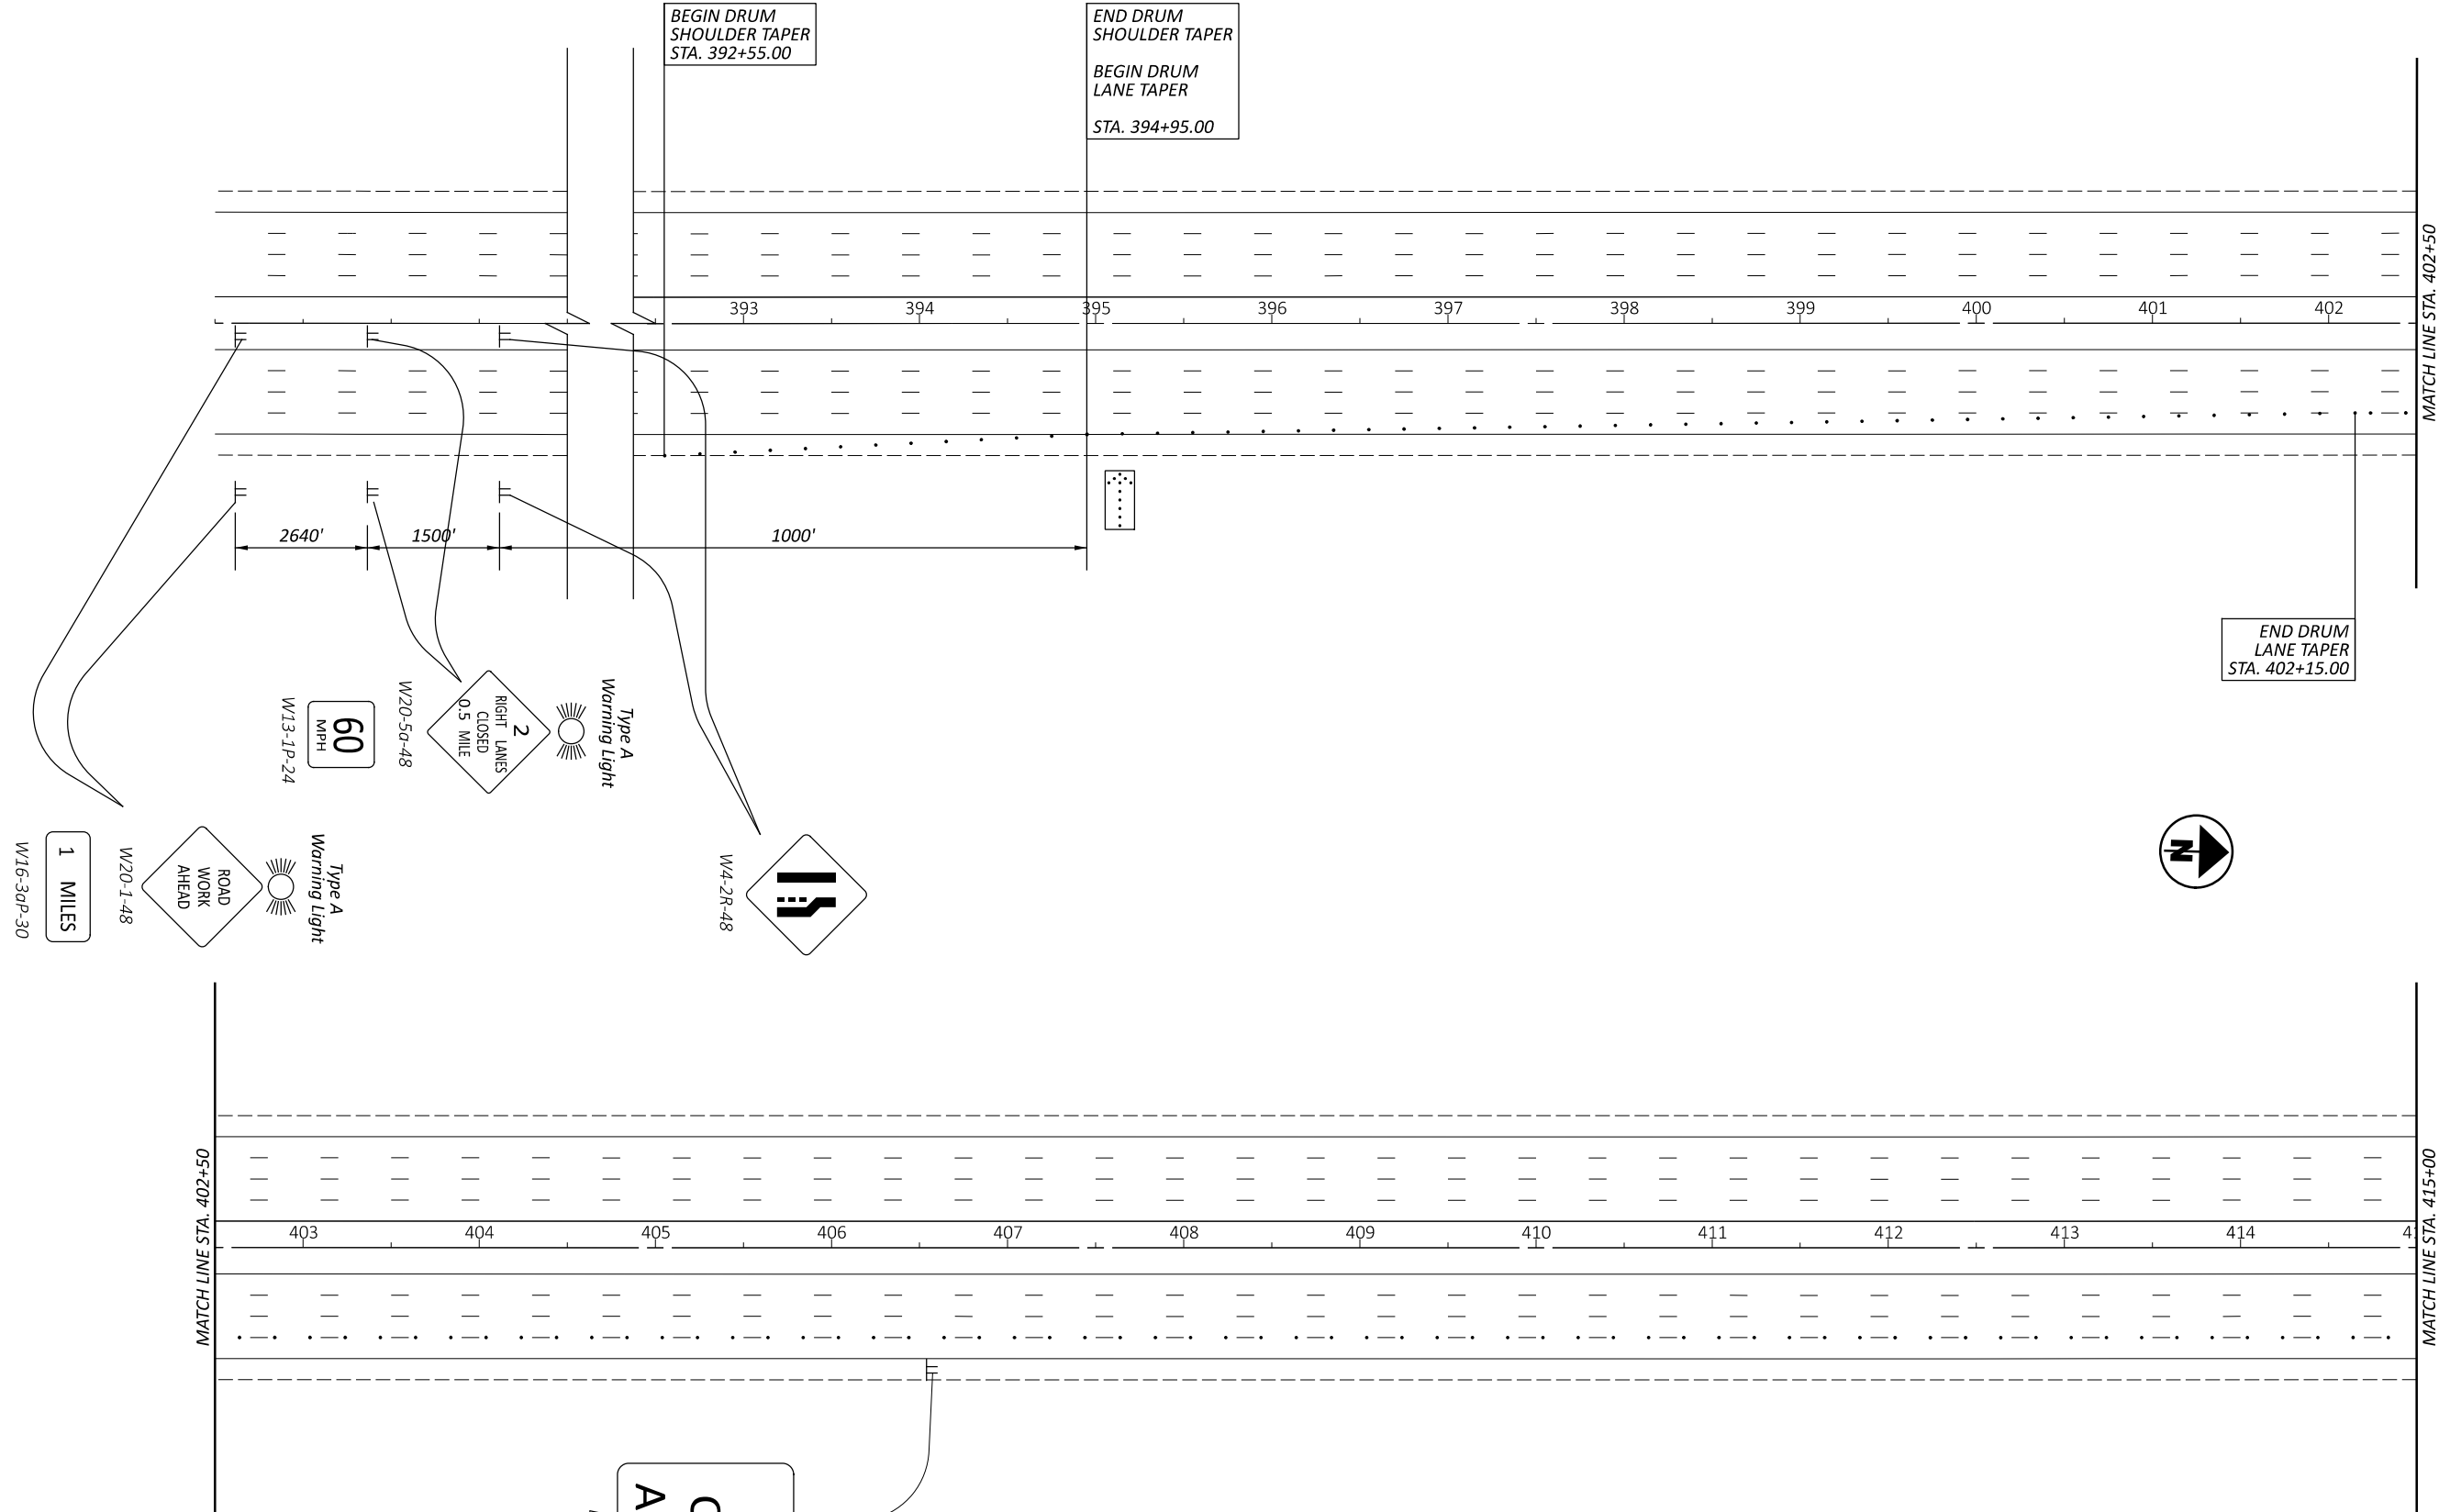 BEGIN DRUM
SHOULDER TAPER
STA. 392+55.00
END DRUM
SHOULDER TAPER
BEGIN DRUM
LANE TAPER
STA. 394+95.00
393
394
395
396
397
398
399
400
401
402
MATCH LINE STA. 402+50
2640'
1500'
1000'
END DRUM
LANE TAPER
STA. 402+15.00
Type A
Warning Light
2
RIGHT LANES
CLOSED
0.5 MILE
W20-5a-48
60
MPH
W13-1P-24
Type A
Warning Light
ROAD
WORK
AHEAD
W20-1-48
1 MILES
W16-3aP-30
W4-2R-48
N
MATCH LINE STA. 402+50
403
404
405
406
407
408
409
410
411
412
413
414
MATCH LINE STA. 415+00